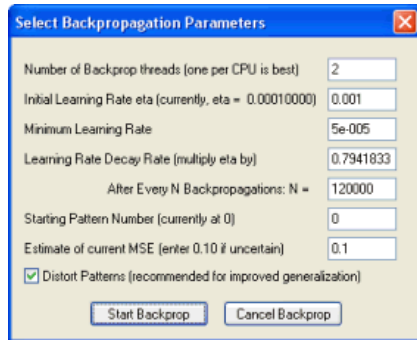 Select Backpropagation Parameters
Number of Backprop threads (one per CPU is best) 2
Initial Learning Rate eta (currently, eta = 0.00010000) 0.001
Minimum Learning Rate 5e-005
Learning Rate Decay Rate (multiply eta by) 0.7941833
After Every N Backpropagations: N = 120000
Starting Pattern Number (currently at 0) 0
Estimate of current MSE (enter 0.10 if uncertain) 0.1
Distort Patterns (recommended for improved generalization)
Start Backprop Cancel Backprop